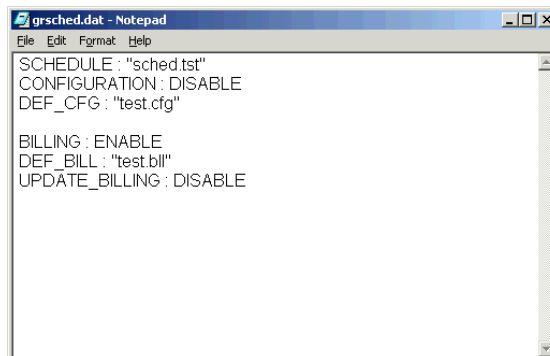 grsched.dat - Notepad
File Edit Format Help
SCHEDULE : "sched.tst"
CONFIGURATION : DISABLE
DEF_CFG : "test.cfg"
BILLING : ENABLE
DEF_BILL : "test.bll"
UPDATE_BILLING : DISABLE